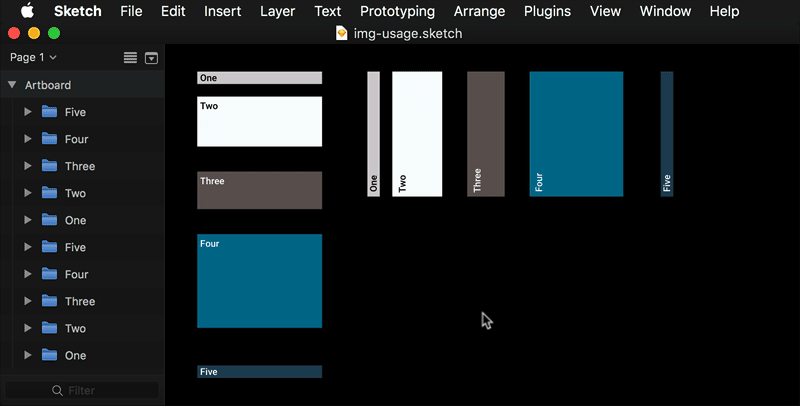 Sketch File Edit Insert Layer Text Prototyping Arrange Plugins View Window Help
img-usage.sketch
Page 1
Artboard
Five
Four
Three
Two
One
Five
Four
Three
Two
One
Filter
One
Two
Three
Four
Five
One
Two
Three
Four
Five